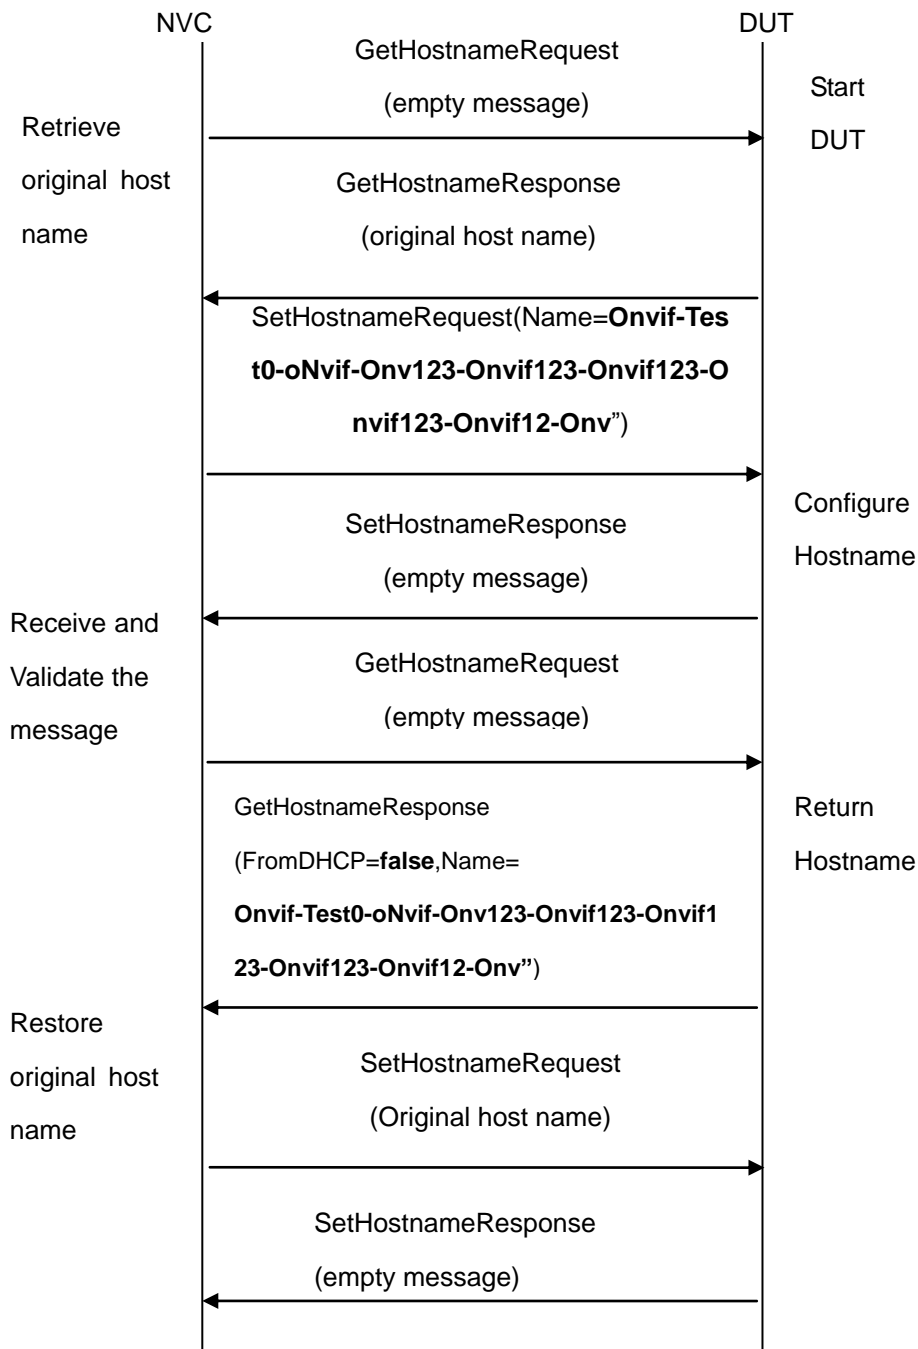 NVC
DUT
GetHostnameRequest
(empty message)
Start
DUT
Retrieve
original host
name
GetHostnameResponse
(original host name)
SetHostnameRequest(Name=Onvif-Tes
t0-oNvif-Onv123-Onvif123-Onvif123-O
nvif123-Onvif12-Onv”)
Configure
Hostname
SetHostnameResponse
(empty message)
Receive and
Validate the
message
GetHostnameRequest
(empty message)
GetHostnameResponse
(FromDHCP=false,Name=
Onvif-Test0-oNvif-Onv123-Onvif123-Onvif1
23-Onvif123-Onvif12-Onv”)
Return
Hostname
Restore
original host
name
SetHostnameRequest
(Original host name)
SetHostnameResponse
(empty message)